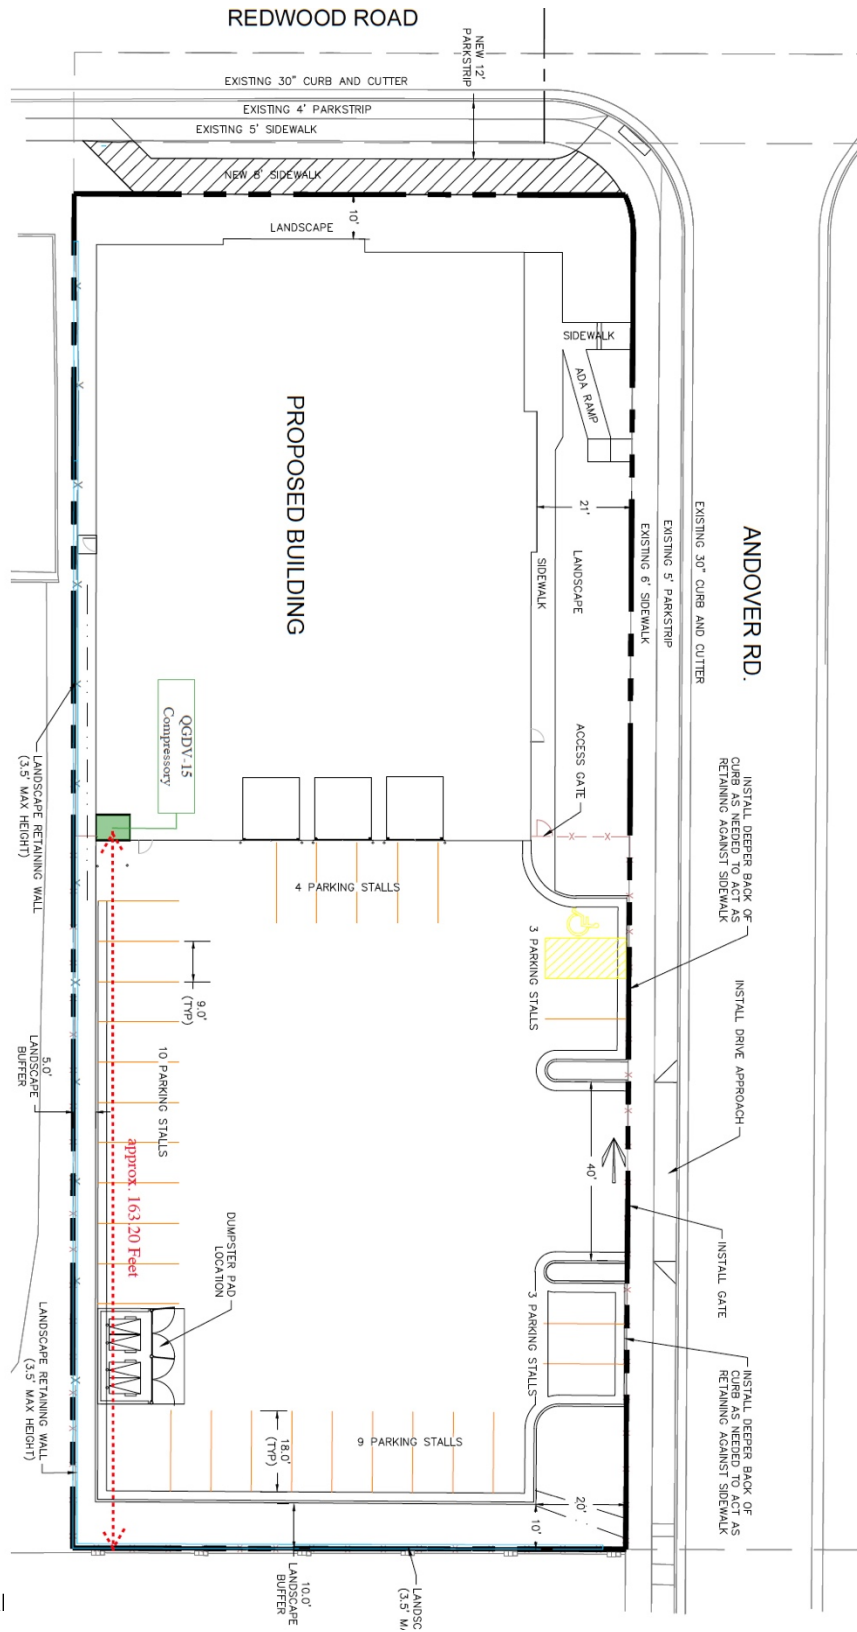 REDWOOD ROAD
NEW 12'
PARKSTRIP
EXISTING 30" CURB AND CUTTER
EXISTING 4' PARKSTRIP
EXISTING 5' SIDEWALK
NEW 8' SIDEWALK
10'
LANDSCAPE
SIDEWALK
ADA RAMP
PROPOSED BUILDING
21'
SIDEWALK
LANDSCAPE
EXISTING 6' SIDEWALK
EXISTING 5' PARKSTRIP
EXISTING 30" CURB AND CUTTER
ANDOVER RD.
QGDV-15
Compressory
LANDSCAPE RETAINING WALL
(3.5' MAX HEIGHT)
ACCESS GATE
INSTALL DEEPER BACK OF
CURB AS NEEDED TO ACT AS
RETAINING AGAINST SIDEWALK
4 PARKING STALLS
3 PARKING STALLS
9.0'
(TYP)
10 PARKING STALLS
INSTALL DRIVE APPROACH
5.0'
LANDSCAPE
BUFFER
approx. 163.20 Feet
40'
DUMPSTER PAD
LOCATION
INSTALL GATE
3 PARKING STALLS
LANDSCAPE RETAINING WALL
(3.5' MAX HEIGHT)
INSTALL DEEPER BACK OF
CURB AS NEEDED TO ACT AS
RETAINING AGAINST SIDEWALK
18.0'
(TYP)
9 PARKING STALLS
20'
10'
10.0'
LANDSCAPE
BUFFER
LANDSC
(3.5' M